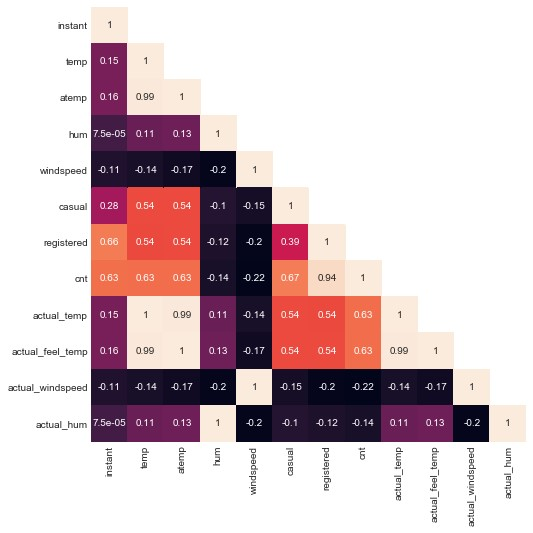 instant 1
temp 0.15 1
atemp 0.16 0.99 1
hum 7.5e-05 0.11 0.13 1
windspeed -0.11 -0.14 -0.17 -0.2 1
casual 0.28 0.54 0.54 -0.1 -0.15 1
registered 0.66 0.54 0.54 -0.12 -0.2 0.39 1
cnt 0.63 0.63 0.63 -0.14 -0.22 0.67 0.94 1
actual_temp 0.15 1 0.99 0.11 -0.14 0.54 0.54 0.63 1
actual_feel_temp 0.16 0.99 1 0.13 -0.17 0.54 0.54 0.63 0.99 1
actual_windspeed -0.11 -0.14 -0.17 -0.2 1 -0.15 -0.2 -0.22 -0.14 -0.17 1
actual_hum 7.5e-05 0.11 0.13 1 -0.2 -0.1 -0.12 -0.14 0.11 0.13 -0.2 1
instant
temp
atemp
hum
windspeed
casual
registered
cnt
actual_temp
actual_feel_temp
actual_windspeed
actual_hum